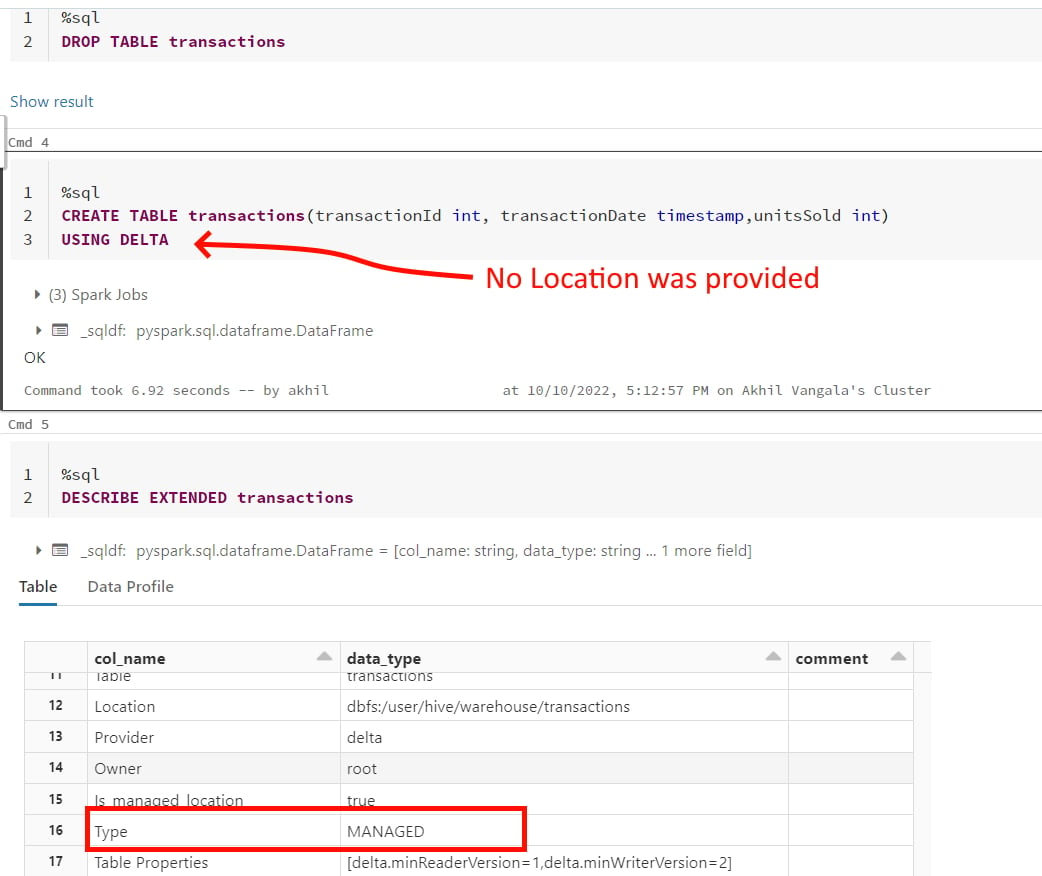 1 %sql
2 DROP TABLE transactions
Show result
Cmd 4
1 %sql
2 CREATE TABLE transactions(transactionId int, transactionDate timestamp,unitsSold int)
3 USING DELTA
No Location was provided
(3) Spark Jobs
_sqldf: pyspark.sql.dataframe.DataFrame
OK
Command took 6.92 seconds -- by akhil at 10/10/2022, 5:12:57 PM on Akhil Vangala's Cluster
Cmd 5
1 %sql
2 DESCRIBE EXTENDED transactions
_sqldf: pyspark.sql.dataframe.DataFrame = [col_name: string, data_type: string ... 1 more field]
Table Data Profile
col_name data_type comment
11 Table transactions
12 Location dbfs:/user/hive/warehouse/transactions
13 Provider delta
14 Owner root
15 Is_managed_location true
16 Type MANAGED
17 Table Properties [delta.minReaderVersion=1,delta.minWriterVersion=2]